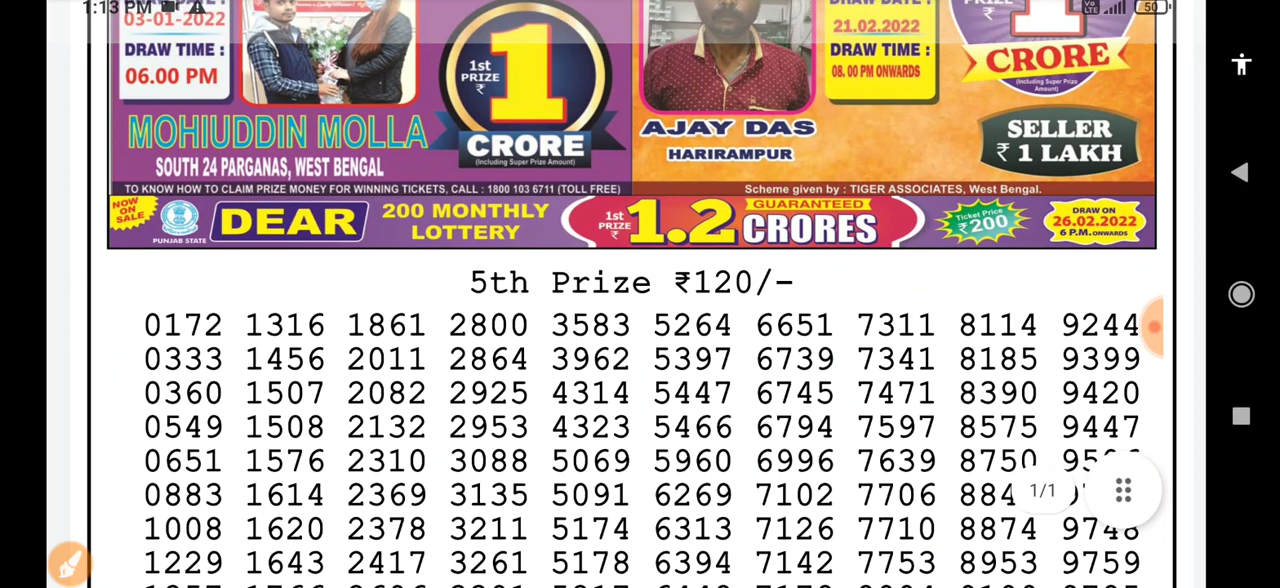 1:13 PM
Vo LTE
50
03-01-2022
DRAW TIME :
06.00 PM
1st PRIZE ₹ 1 CRORE
(Including Super Prize Amount)
MOHIUDDIN MOLLA
SOUTH 24 PARGANAS, WEST BENGAL
TO KNOW HOW TO CLAIM PRIZE MONEY FOR WINNING TICKETS, CALL : 1800 103 6711 (TOLL FREE)
21.02.2022
DRAW TIME :
08. 00 PM ONWARDS
AJAY DAS
HARIRAMPUR
₹ 1 CRORE
(Including Super Prize Amount)
SELLER
₹ 1 LAKH
Scheme given by : TIGER ASSOCIATES, West Bengal.
NOW ON SALE
PUNJAB STATE
DEAR
200 MONTHLY
LOTTERY
1st PRIZE ₹ 1.2 CRORES
GUARANTEED
Ticket Price
₹200
DRAW ON
26.02.2022
6 P.M. ONWARDS
5th Prize ₹120/-
0172 1316 1861 2800 3583 5264 6651 7311 8114 9244
0333 1456 2011 2864 3962 5397 6739 7341 8185 9399
0360 1507 2082 2925 4314 5447 6745 7471 8390 9420
0549 1508 2132 2953 4323 5466 6794 7597 8575 9447
0651 1576 2310 3088 5069 5960 6996 7639 8750
0883 1614 2369 3135 5091 6269 7102 7706
1008 1620 2378 3211 5174 6313 7126 7710 8874 9748
1229 1643 2417 3261 5178 6394 7142 7753 8953 9759
1/1